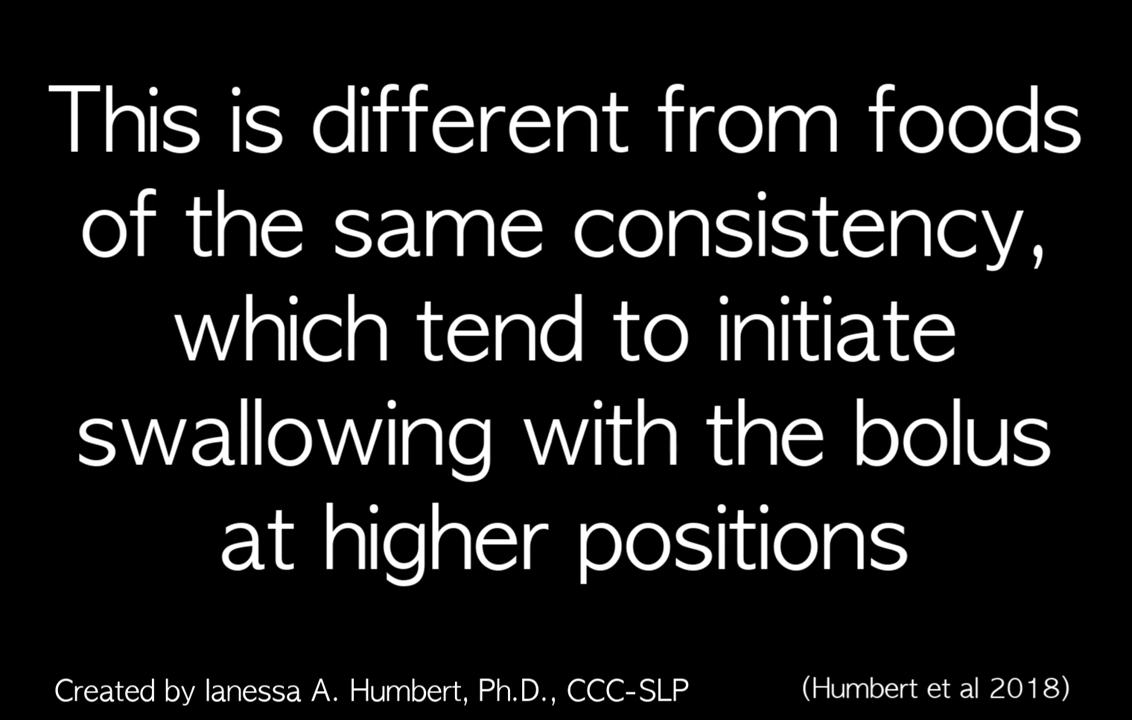 This is different from foods
of the same consistency,
which tend to initiate
swallowing with the bolus
at higher positions
Created by Ianessa A. Humbert, Ph.D., CCC-SLP
(Humbert et al 2018)